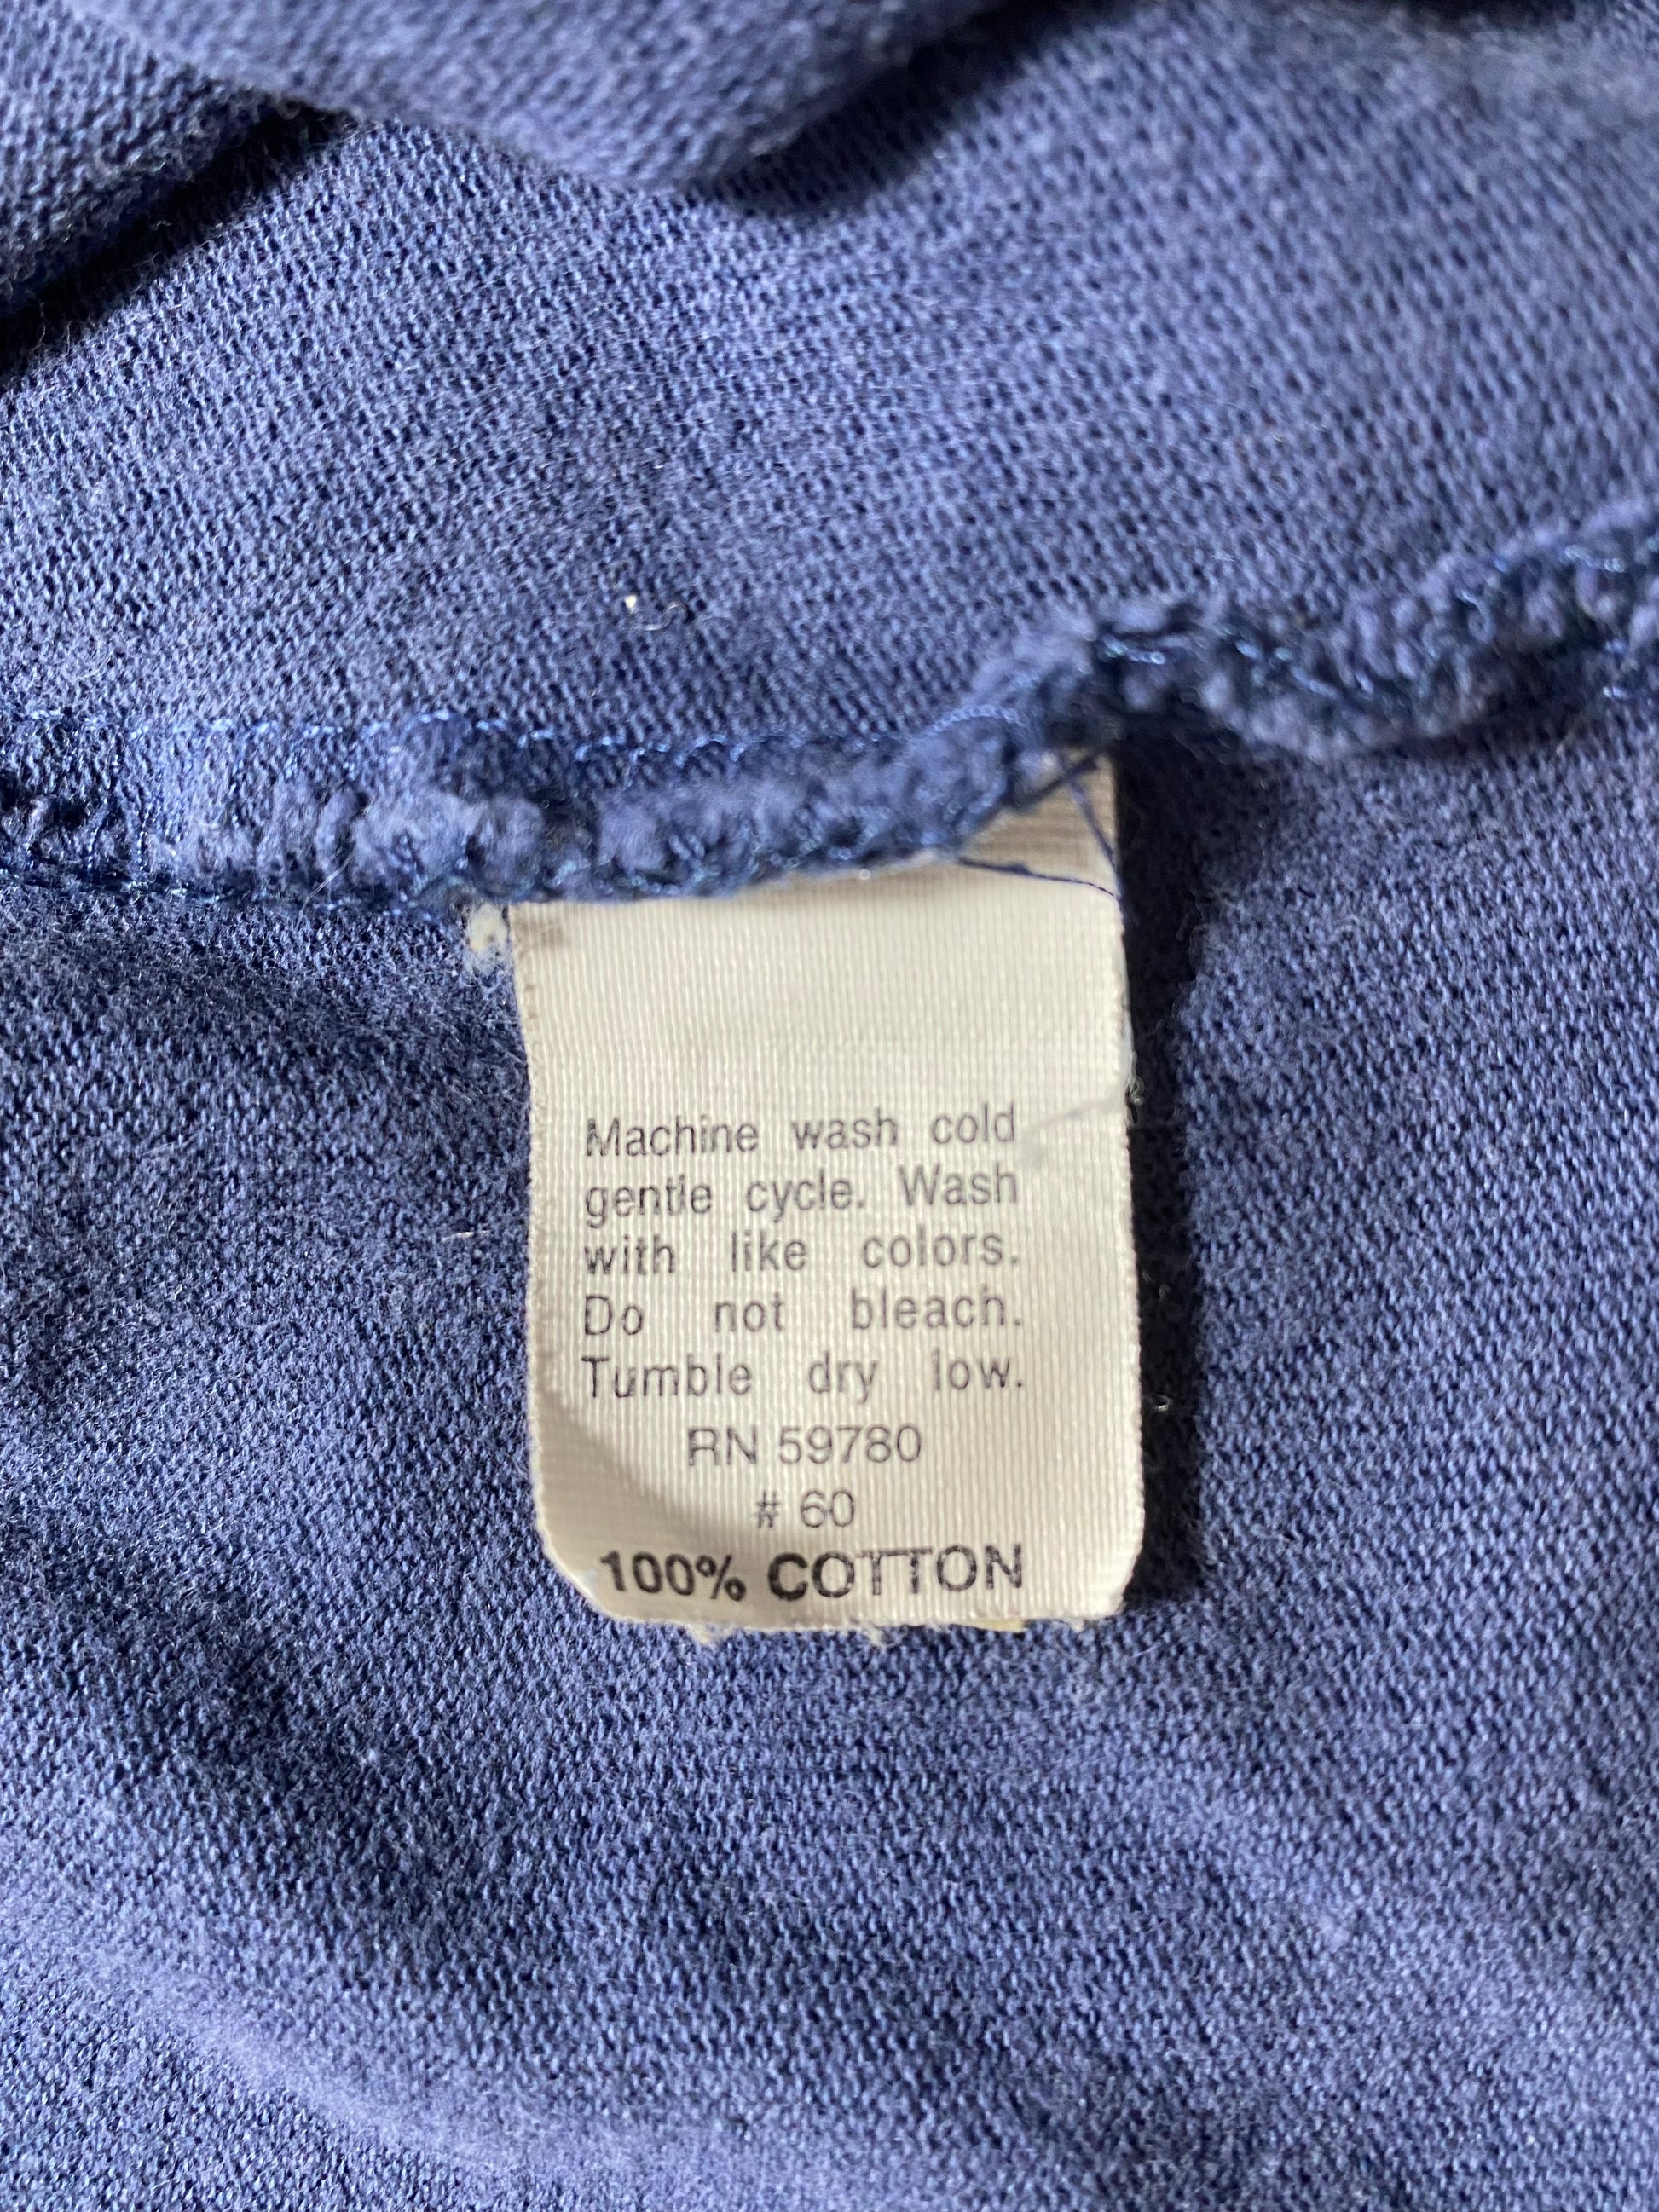 Machine wash cold
gentle cycle. Wash
with like colors.
Do not bleach.
Tumble dry low.
RN 59780
# 60
100% COTTON